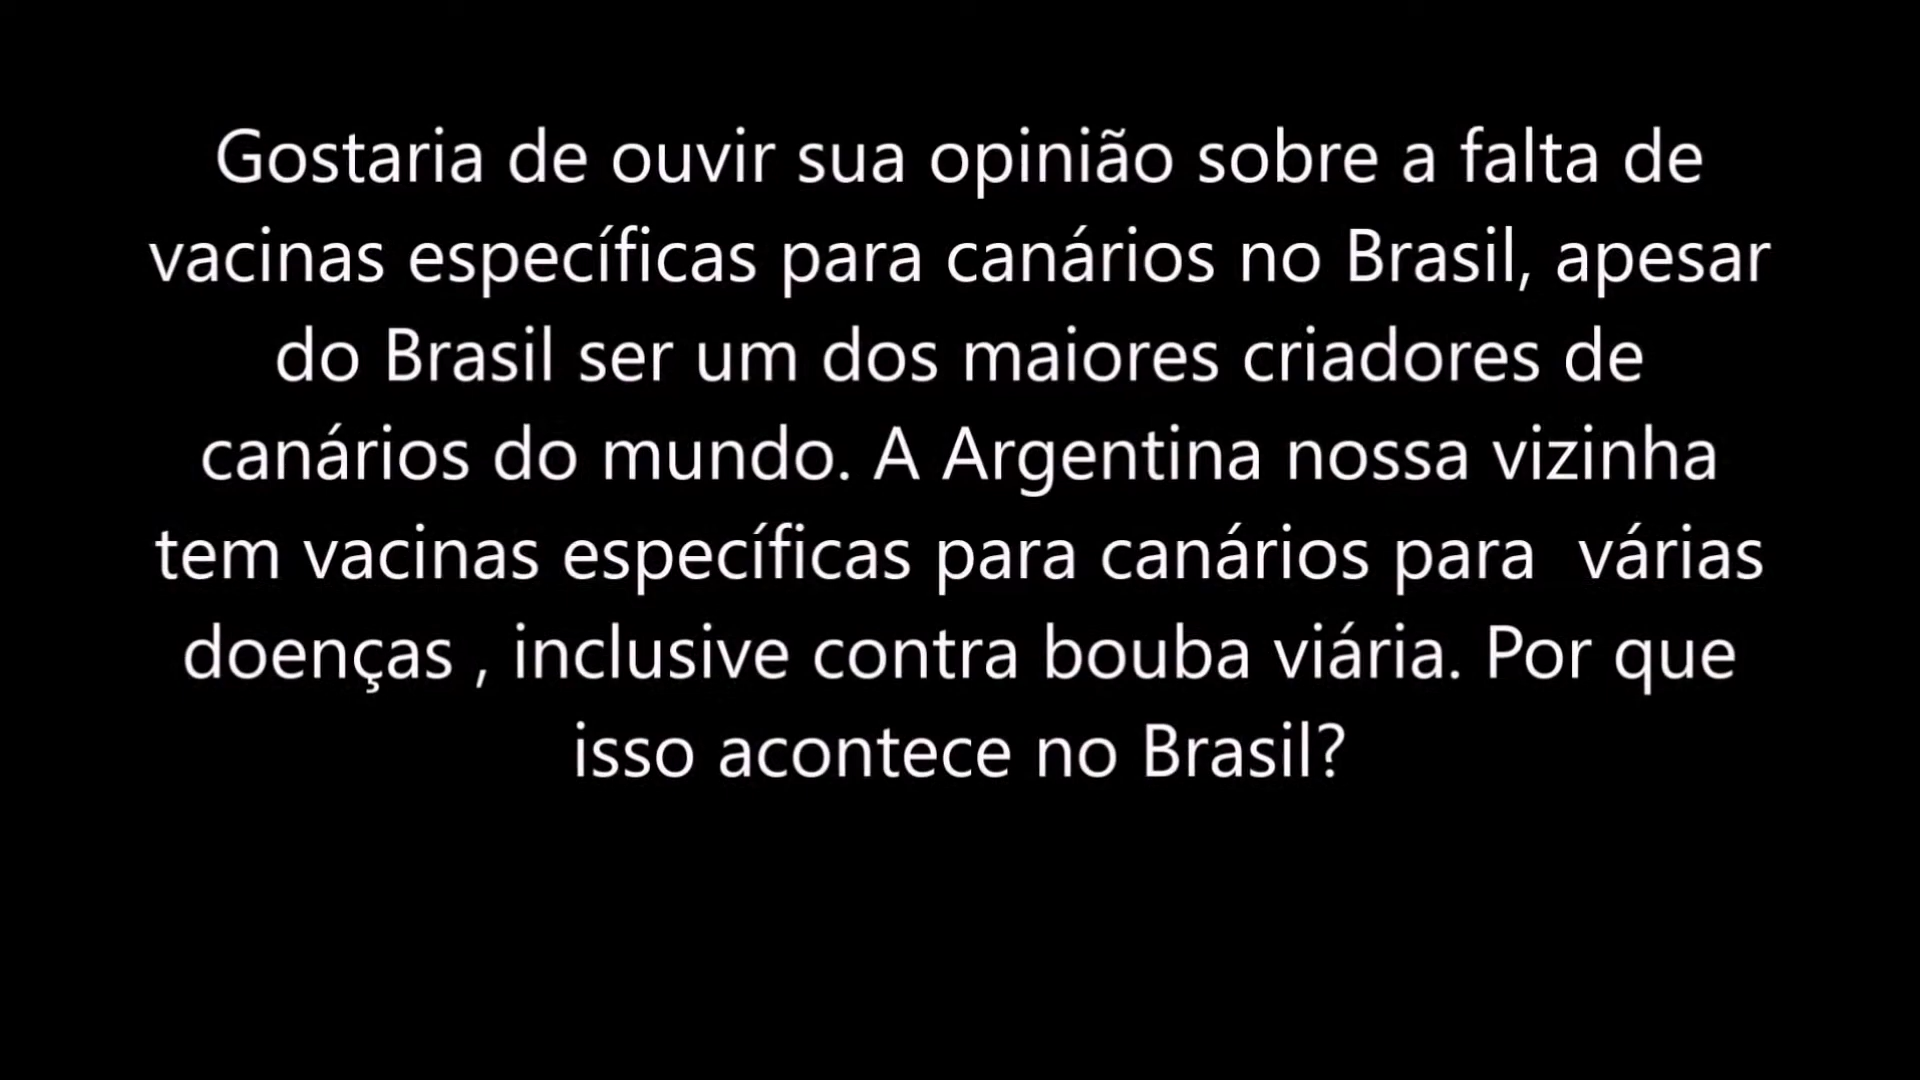 Gostaria de ouvir sua opinião sobre a falta de
vacinas específicas para canários no Brasil, apesar
do Brasil ser um dos maiores criadores de
canários do mundo. A Argentina nossa vizinha
tem vacinas específicas para canários para  várias
doenças , inclusive contra bouba viária. Por que
isso acontece no Brasil?